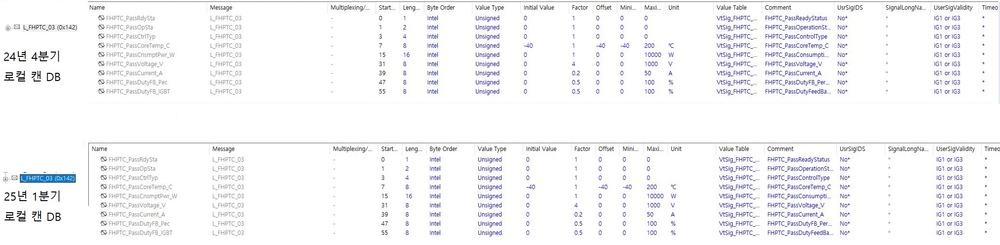 Name Message Multiplexing/... Start... Leng... Byte Order Value Type Initial Value Factor Offset Mini... Maxi... Unit Value Table Comment UsrSigIDS SignalLongNa... UserSigValidity Timeo
FHPTC_PassRdySta L_FHPTC_03 - 0 1 Intel Unsigned 0 1 0 0 0 VtSig_FHPTC_... FHPTC_PassReadyStatus No* * IG1 or IG3 *
L_FHPTC_03 (0x142) FHPTC_PassOpSta L_FHPTC_03 - 1 2 Intel Unsigned 0 1 0 0 0 VtSig_FHPTC_... FHPTC_PassOperationSt... No* * IG1 or IG3 *
FHPTC_PassCtrlTyp L_FHPTC_03 - 3 4 Intel Unsigned 0 1 0 0 0 VtSig_FHPTC_... FHPTC_PassControlType No* * IG1 or IG3 *
FHPTC_PassCoreTemp_C L_FHPTC_03 - 7 8 Intel Unsigned -40 1 -40 -40 200 ℃ VtSig_FHPTC_... FHPTC_PassCoreTemp_C No* * IG1 or IG3 *
24년 4분기 FHPTC_PassCnsmptPwr_W L_FHPTC_03 - 15 16 Intel Unsigned 0 1 0 0 10000 W VtSig_FHPTC_... FHPTC_PassConsumpti... No* * IG1 or IG3 *
FHPTC_PassVoltage_V L_FHPTC_03 - 31 8 Intel Unsigned 0 4 0 0 1000 V VtSig_FHPTC_... FHPTC_PassVoltage_V No* * IG1 or IG3 *
로컬 캔 DB FHPTC_PassCurrent_A L_FHPTC_03 - 39 8 Intel Unsigned 0 0.2 0 0 50 A VtSig_FHPTC_... FHPTC_PassCurrent_A No* * IG1 or IG3 *
FHPTC_PassDutyFB_Pec L_FHPTC_03 - 47 8 Intel Unsigned 0 0.5 0 0 100 % VtSig_FHPTC_... FHPTC_PassDutyFB_Per... No* * IG1 or IG3 *
FHPTC_PassDutyFB_IGBT L_FHPTC_03 - 55 8 Intel Unsigned 0 0.5 0 0 100 % VtSig_FHPTC_... FHPTC_PassDutyFeedBa... No* * IG1 or IG3 *
Name Message Multiplexing/... Start... Leng... Byte Order Value Type Initial Value Factor Offset Mini... Maxi... Unit Value Table Comment UsrSigIDS SignalLongNa... UserSigValidity Timeo
FHPTC_PassRdySta L_FHPTC_03 - 0 1 Intel Unsigned 0 1 0 0 0 VtSig_FHPTC_... FHPTC_PassReadyStatus No* * IG1 or IG3 *
FHPTC_PassOpSta L_FHPTC_03 - 1 2 Intel Unsigned 0 1 0 0 0 VtSig_FHPTC_... FHPTC_PassOperationSt... No* * IG1 or IG3 *
L_FHPTC_03 (0x142) FHPTC_PassCtrlTyp L_FHPTC_03 - 3 4 Intel Unsigned 0 1 0 0 0 VtSig_FHPTC_... FHPTC_PassControlType No* * IG1 or IG3 *
FHPTC_PassCoreTemp_C L_FHPTC_03 - 7 8 Intel Unsigned -40 1 -40 -40 200 ℃ VtSig_FHPTC_... FHPTC_PassCoreTemp_C No* * IG1 or IG3 *
25년 1분기 FHPTC_PassCnsmptPwr_W L_FHPTC_03 - 15 16 Intel Unsigned 0 1 0 0 10000 W VtSig_FHPTC_... FHPTC_PassConsumpti... No* * IG1 or IG3 *
FHPTC_PassVoltage_V L_FHPTC_03 - 31 8 Intel Unsigned 0 4 0 0 1000 V VtSig_FHPTC_... FHPTC_PassVoltage_V No* * IG1 or IG3 *
로컬 캔 DB FHPTC_PassCurrent_A L_FHPTC_03 - 39 8 Intel Unsigned 0 0.2 0 0 50 A VtSig_FHPTC_... FHPTC_PassCurrent_A No* * IG1 or IG3 *
FHPTC_PassDutyFB_Pec L_FHPTC_03 - 47 8 Intel Unsigned 0 0.5 0 0 100 % VtSig_FHPTC_... FHPTC_PassDutyFB_Per... No* * IG1 or IG3 *
FHPTC_PassDutyFB_IGBT L_FHPTC_03 - 55 8 Intel Unsigned 0 0.5 0 0 100 % VtSig_FHPTC_... FHPTC_PassDutyFeedBa... No* * IG1 or IG3 *